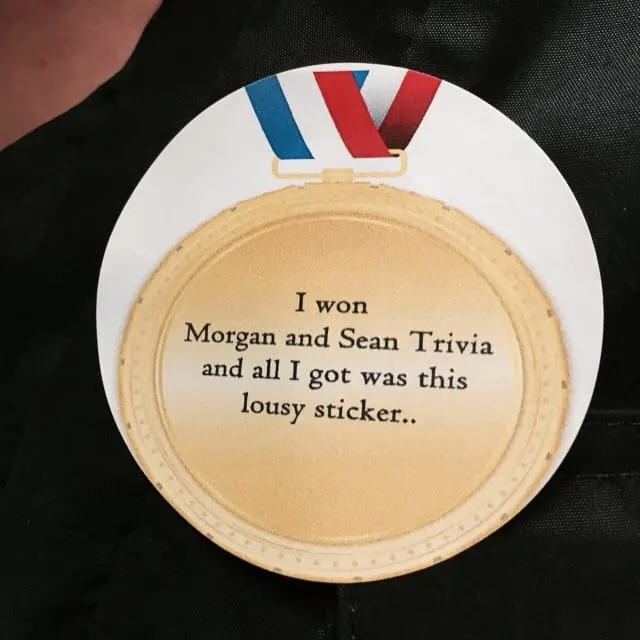 I won
Morgan and Sean Trivia
and all I got was this
lousy sticker..